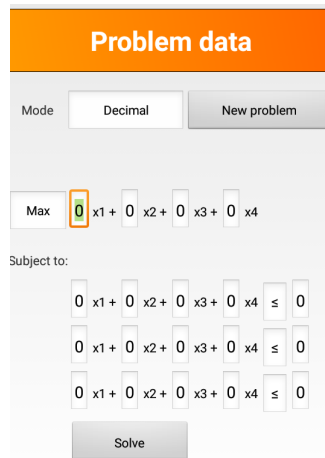 Problem data
Mode Decimal New problem
Max 0 x1 + 0 x2 + 0 x3 + 0 x4
Subject to:
0 x1 + 0 x2 + 0 x3 + 0 x4 ≤ 0
0 x1 + 0 x2 + 0 x3 + 0 x4 ≤ 0
0 x1 + 0 x2 + 0 x3 + 0 x4 ≤ 0
Solve